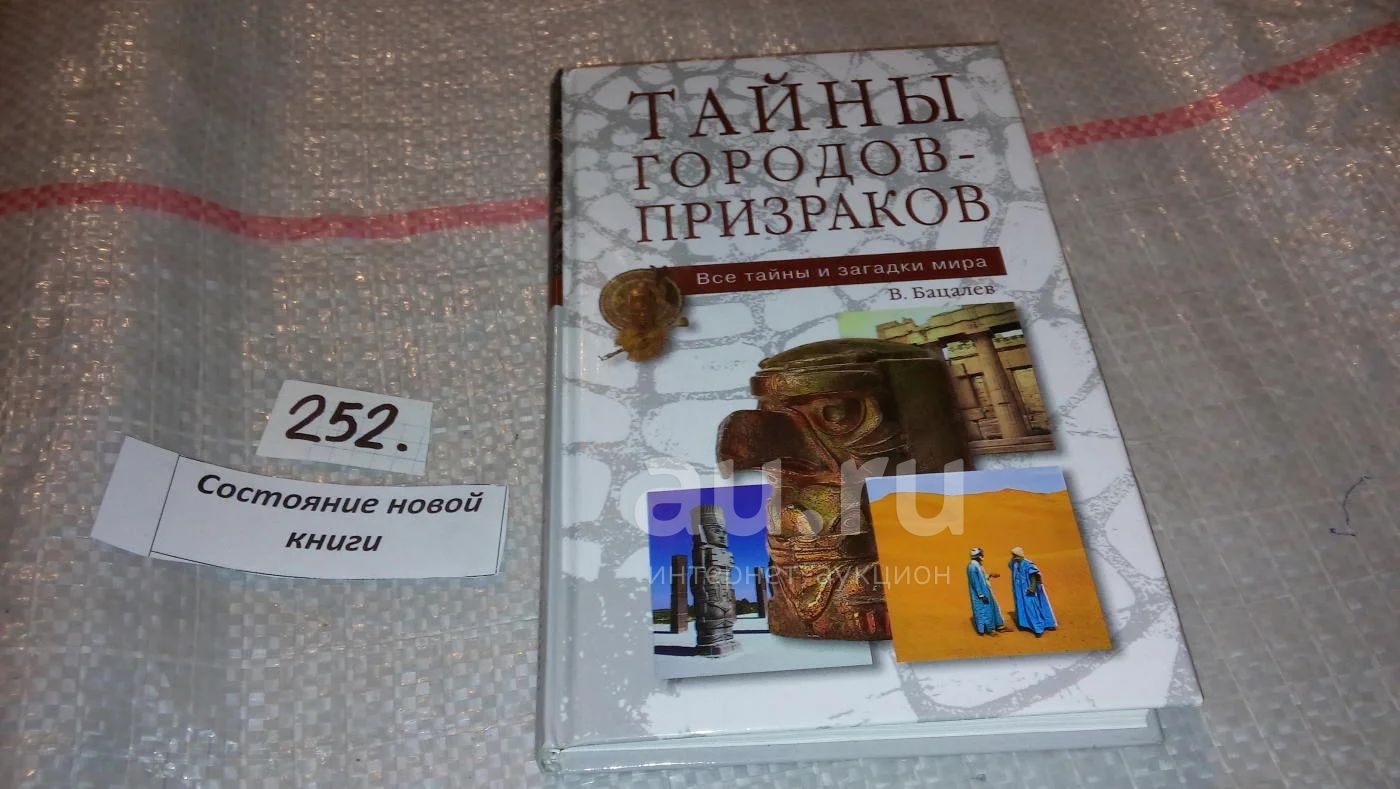 ТАЙНЫ
ГОРОДОВ-
ПРИЗРАКОВ
Все тайны и загадки мира
В. Бацалев
252.
Состояние новой
книги
au.ru
интернет аукцион